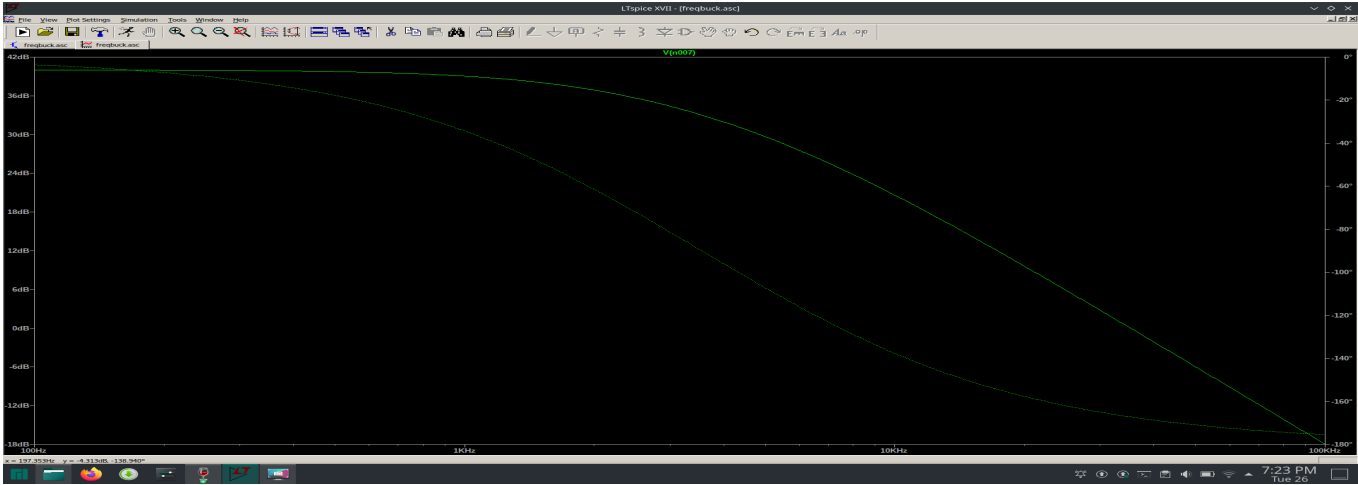 LTspice XVII - [freqbuck.asc]
File View Plot Settings Simulation Tools Window Help
freqbuck.asc freqbuck.asc
V(n007)
42dB 0°
36dB -20°
30dB -40°
24dB -60°
18dB -80°
12dB -100°
6dB -120°
0dB -140°
-6dB -160°
-12dB -180°
-18dB
100Hz 1KHz 10KHz 100KHz
x = 197.353Hz y = -4.313dB, -138.940°
7:23 PM
Tue 26